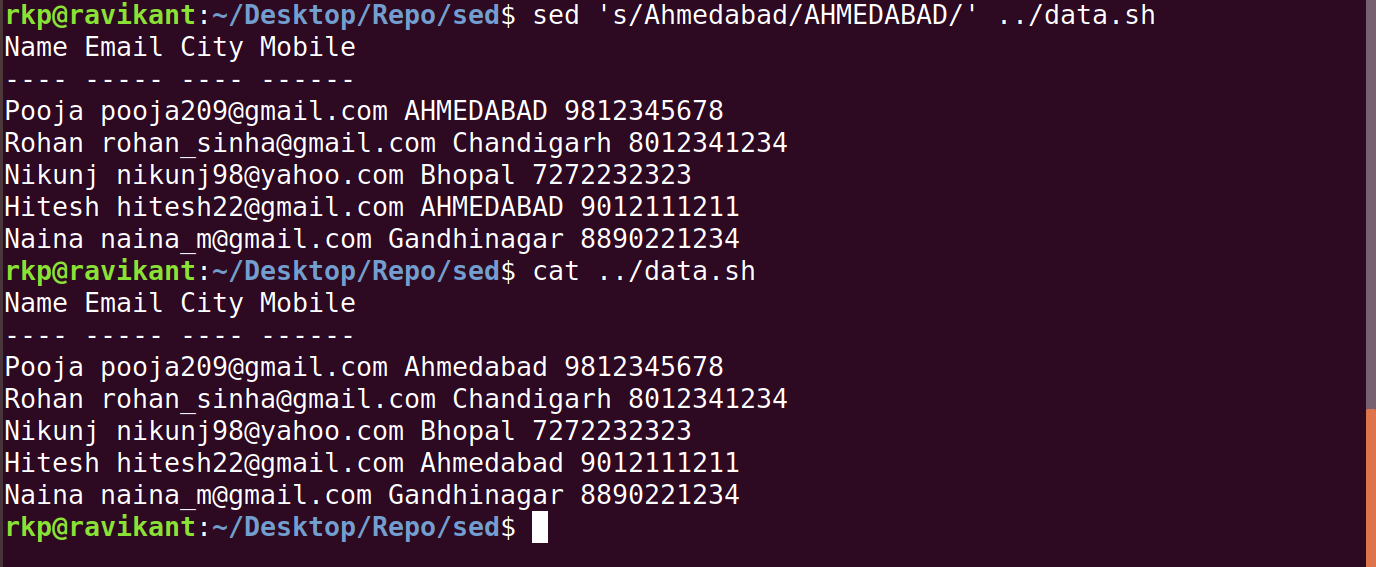 rkp@ravikant:~/Desktop/Repo/sed$ sed 's/Ahmedabad/AHMEDABAD/' ../data.sh
Name Email City Mobile
---- ----- ---- ------
Pooja pooja209@gmail.com AHMEDABAD 9812345678
Rohan rohan_sinha@gmail.com Chandigarh 8012341234
Nikunj nikunj98@yahoo.com Bhopal 7272232323
Hitesh hitesh22@gmail.com AHMEDABAD 9012111211
Naina naina_m@gmail.com Gandhinagar 8890221234
rkp@ravikant:~/Desktop/Repo/sed$ cat ../data.sh
Name Email City Mobile
---- ----- ---- ------
Pooja pooja209@gmail.com Ahmedabad 9812345678
Rohan rohan_sinha@gmail.com Chandigarh 8012341234
Nikunj nikunj98@yahoo.com Bhopal 7272232323
Hitesh hitesh22@gmail.com Ahmedabad 9012111211
Naina naina_m@gmail.com Gandhinagar 8890221234
rkp@ravikant:~/Desktop/Repo/sed$